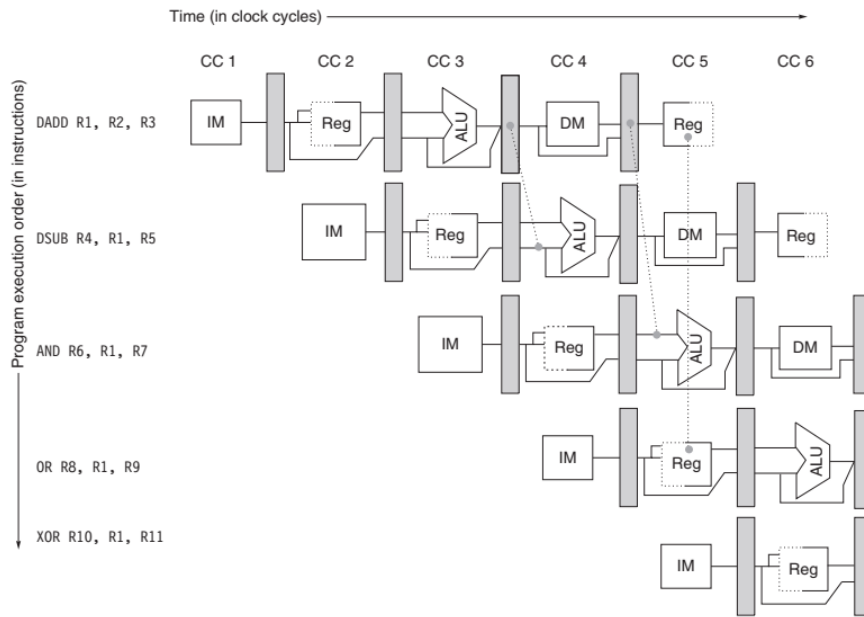 Time (in clock cycles)
CC 1 CC 2 CC 3 CC 4 CC 5 CC 6
Program execution order (in instructions)
DADD R1, R2, R3 IM Reg ALU DM Reg
DSUB R4, R1, R5 IM Reg ALU DM Reg
AND R6, R1, R7 IM Reg ALU DM
OR R8, R1, R9 IM Reg ALU
XOR R10, R1, R11 IM Reg